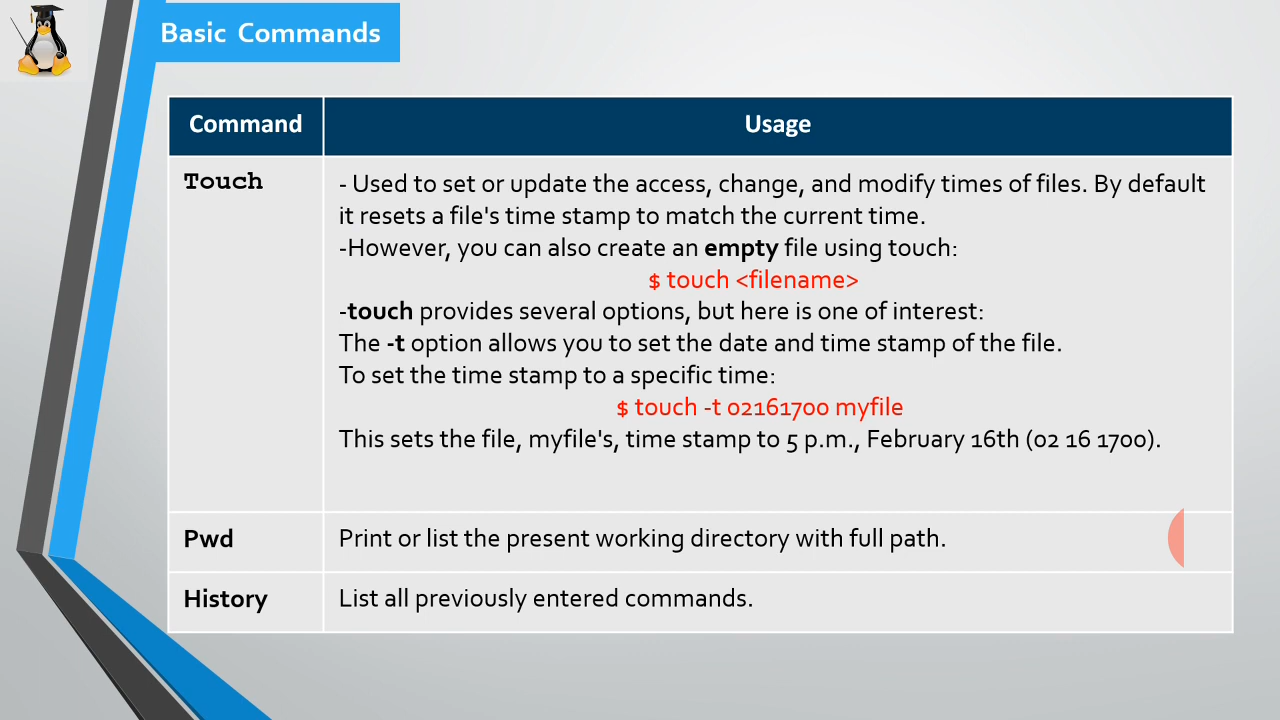 Basic Commands
Command Usage
Touch
- Used to set or update the access, change, and modify times of files. By default
it resets a file's time stamp to match the current time.
-However, you can also create an empty file using touch:
$ touch <filename>
-touch provides several options, but here is one of interest:
The -t option allows you to set the date and time stamp of the file.
To set the time stamp to a specific time:
$ touch -t 02161700 myfile
This sets the file, myfile's, time stamp to 5 p.m., February 16th (02 16 1700).
Pwd Print or list the present working directory with full path.
History List all previously entered commands.